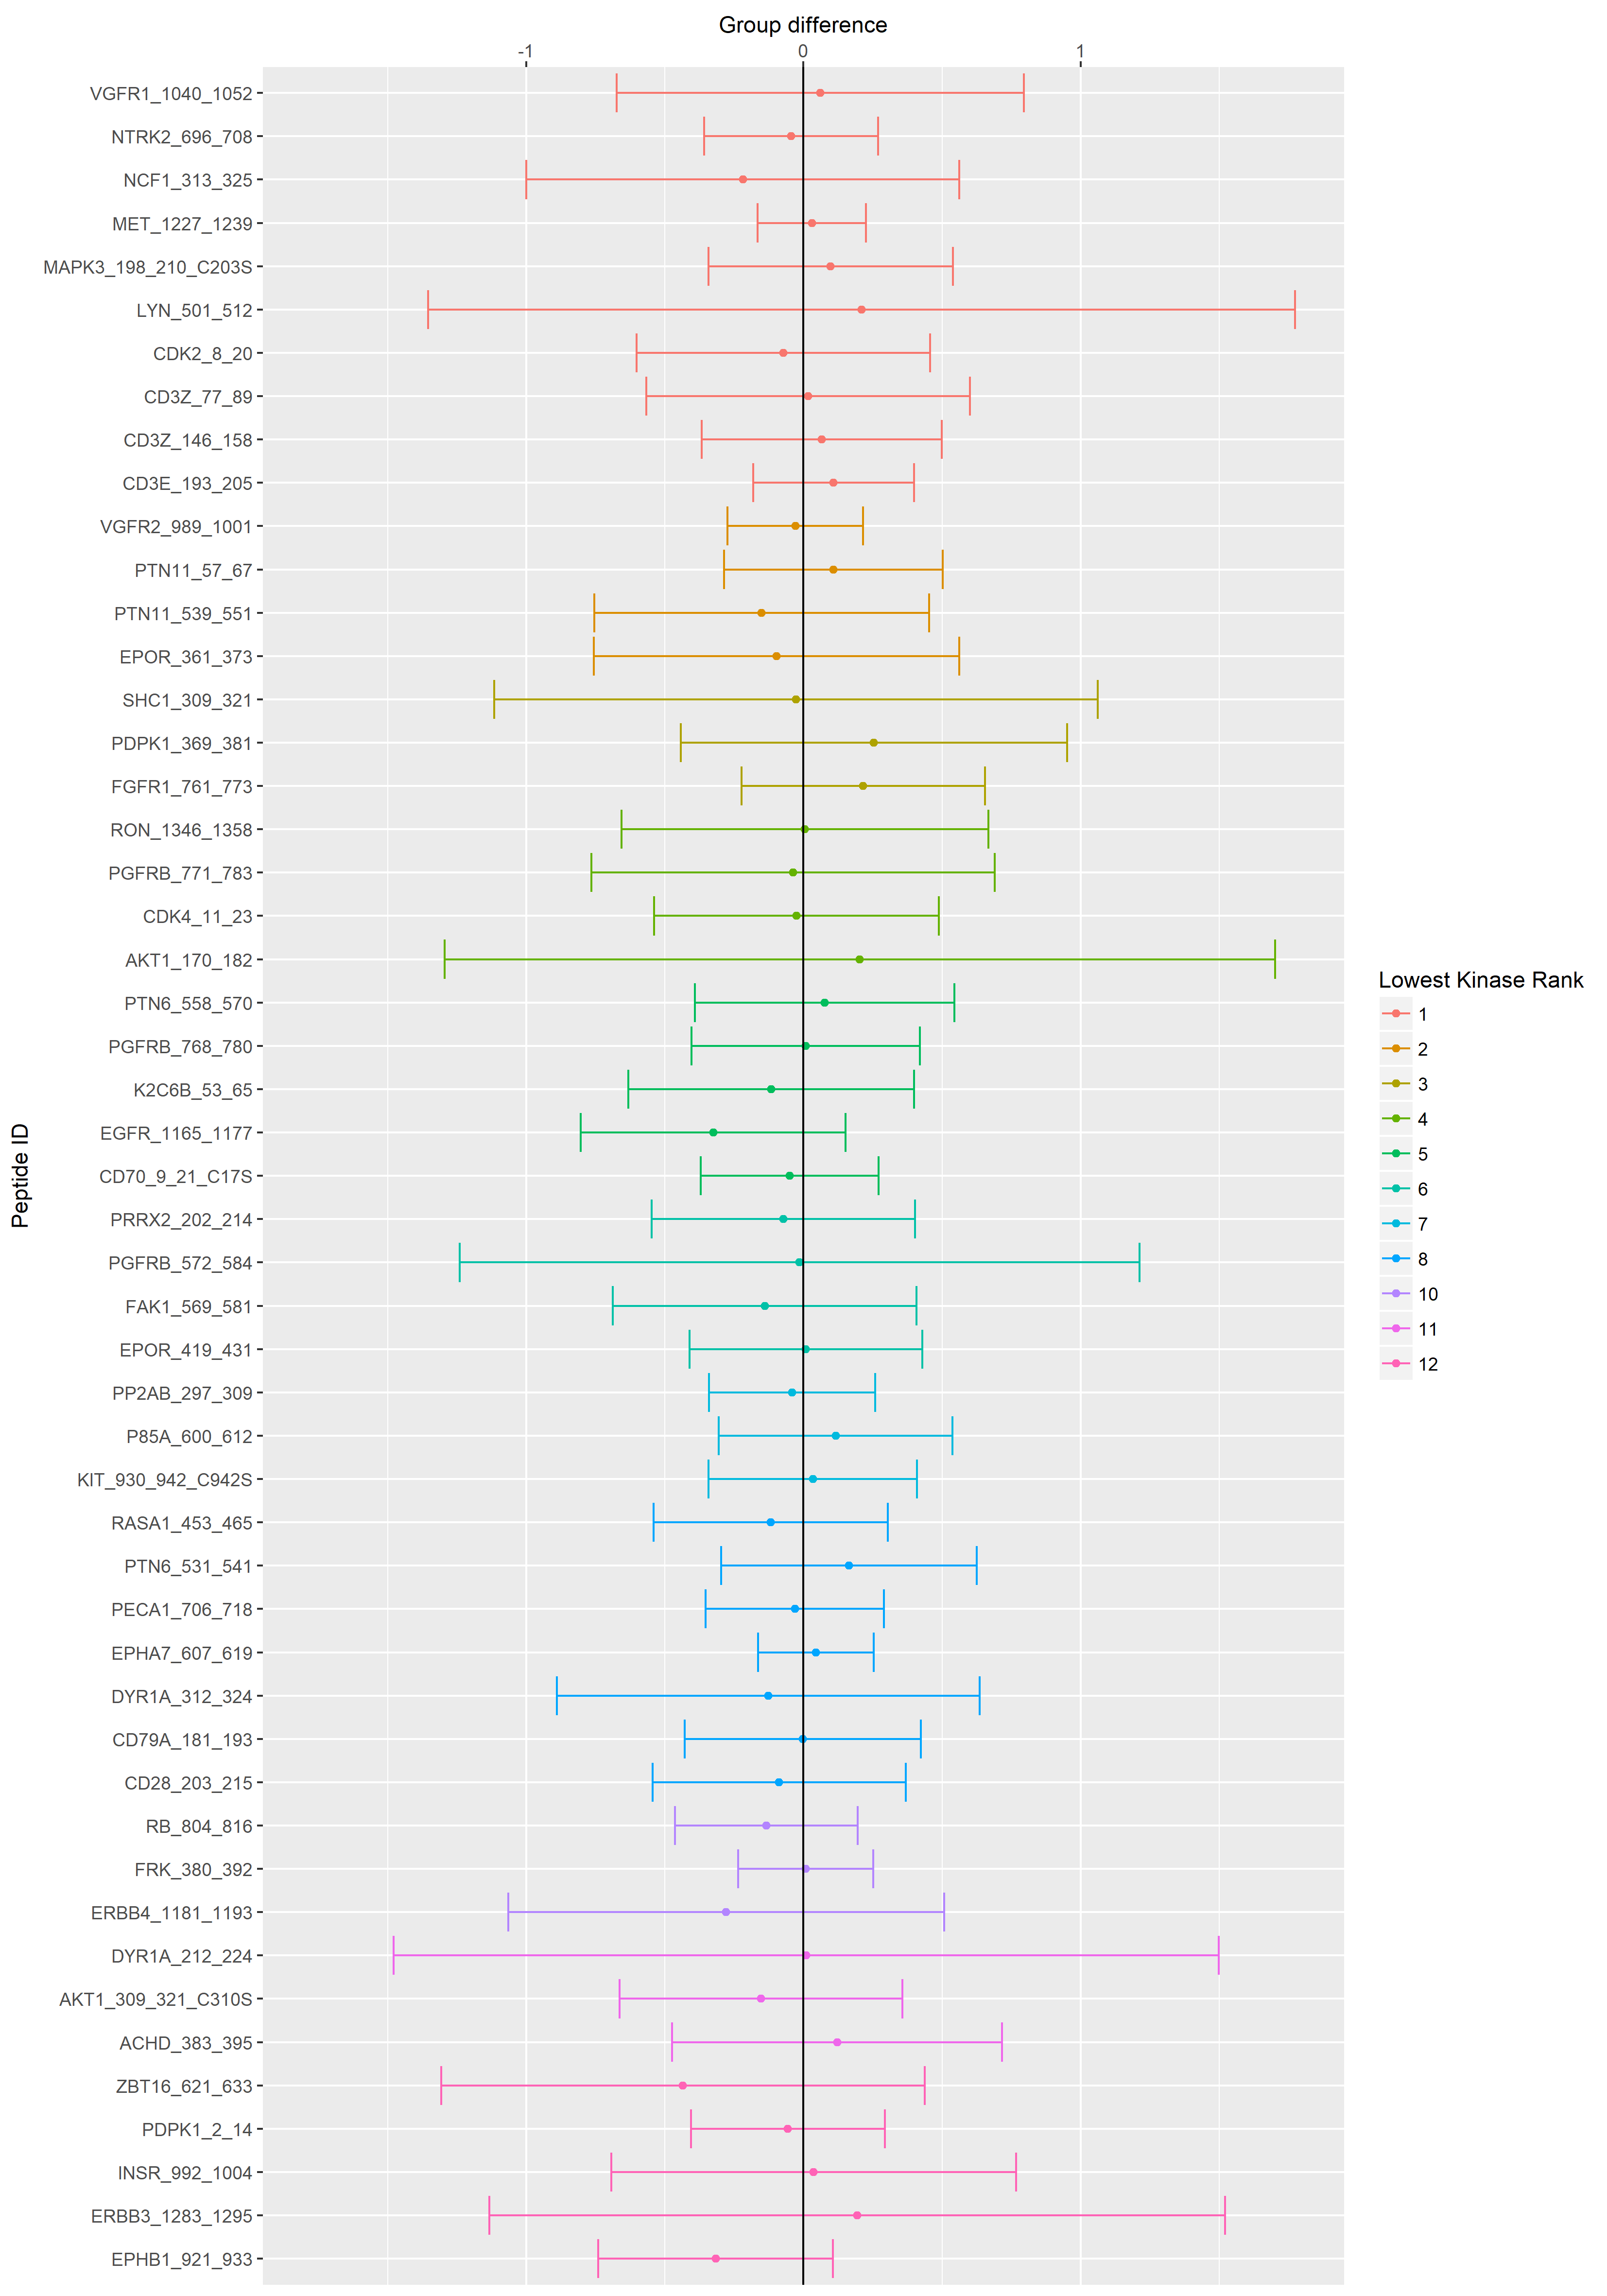 Group difference
-1 0 1
VGFR1_1040_1052
NTRK2_696_708
NCF1_313_325
MET_1227_1239
MAPK3_198_210_C203S
LYN_501_512
CDK2_8_20
CD3Z_77_89
CD3Z_146_158
CD3E_193_205
VGFR2_989_1001
PTN11_57_67
PTN11_539_551
EPOR_361_373
SHC1_309_321
PDPK1_369_381
FGFR1_761_773
RON_1346_1358
PGFRB_771_783
CDK4_11_23
AKT1_170_182
PTN6_558_570
PGFRB_768_780
K2C6B_53_65
EGFR_1165_1177
CD70_9_21_C17S
PRRX2_202_214
PGFRB_572_584
FAK1_569_581
EPOR_419_431
PP2AB_297_309
P85A_600_612
KIT_930_942_C942S
RASA1_453_465
PTN6_531_541
PECA1_706_718
EPHA7_607_619
DYR1A_312_324
CD79A_181_193
CD28_203_215
RB_804_816
FRK_380_392
ERBB4_1181_1193
DYR1A_212_224
AKT1_309_321_C310S
ACHD_383_395
ZBT16_621_633
PDPK1_2_14
INSR_992_1004
ERBB3_1283_1295
EPHB1_921_933
Peptide ID
Lowest Kinase Rank
1
2
3
4
5
6
7
8
10
11
12